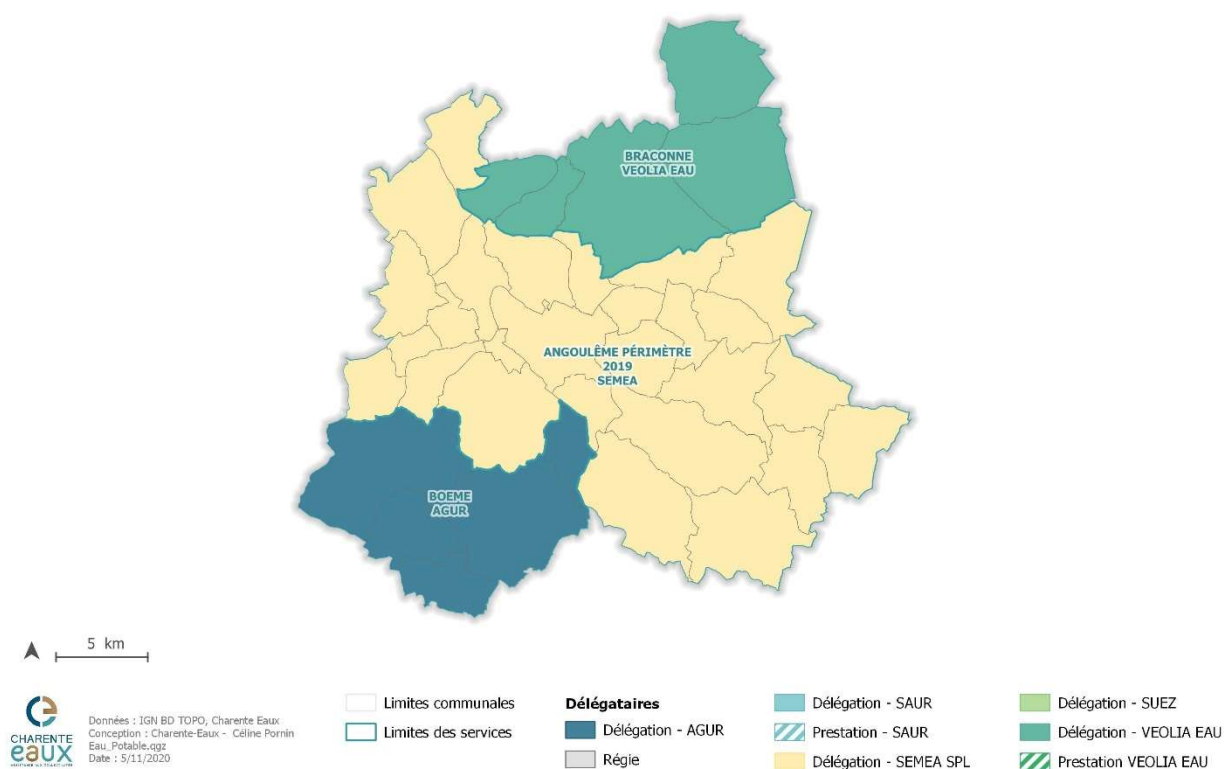 BRACONNE
VEOLIA EAU
ANGOULÊME PÉRIMÈTRE
2019
SEMEA
BOEME
AGUR
5 km
CHARENTE
eaux
Données : IGN BD TOPO, Charente Eaux
Conception : Charente-Eaux - Céline Pornin
Eau_Potable.qgz
Date : 5/11/2020
Limites communales
Limites des services
Délégataires
Délégation - AGUR
Régie
Délégation - SAUR
Prestation - SAUR
Délégation - SEMEA SPL
Délégation - SUEZ
Délégation - VEOLIA EAU
Prestation VEOLIA EAU